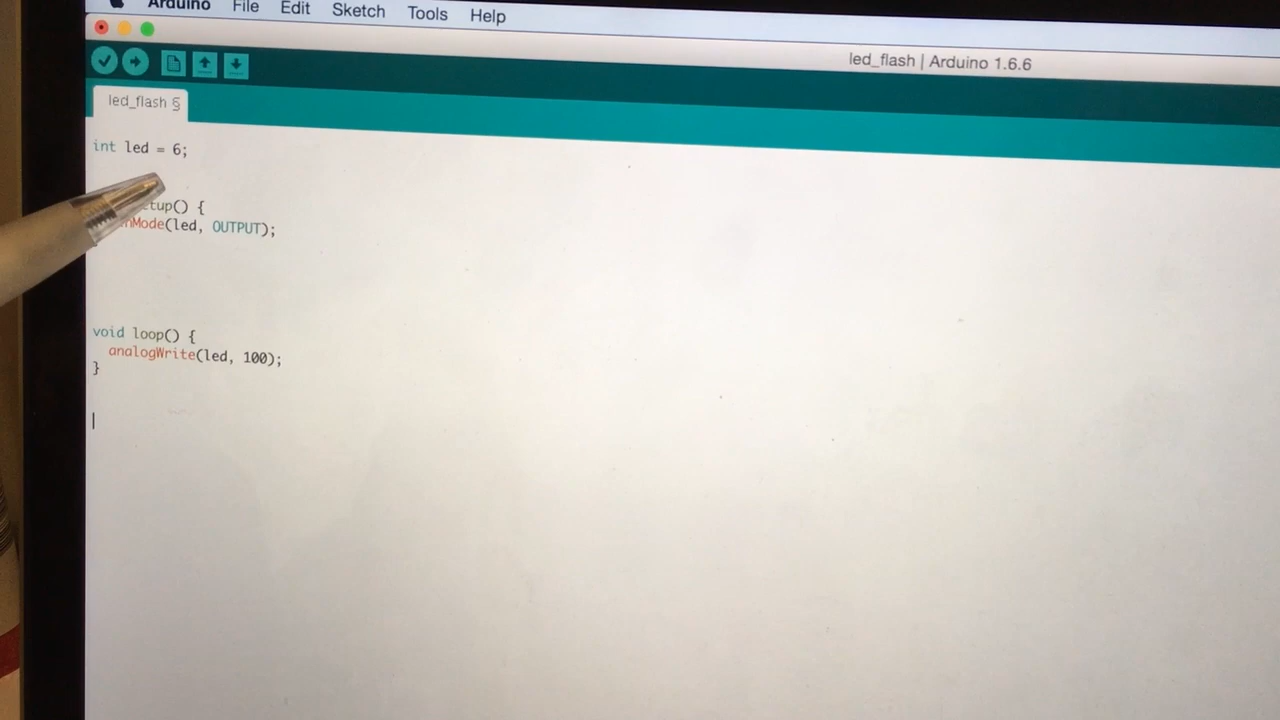 Arduino File Edit Sketch Tools Help
led_flash | Arduino 1.6.6
led_flash §
int led = 6;
tup() {
Mode(led, OUTPUT);
void loop() {
analogWrite(led, 100);
}